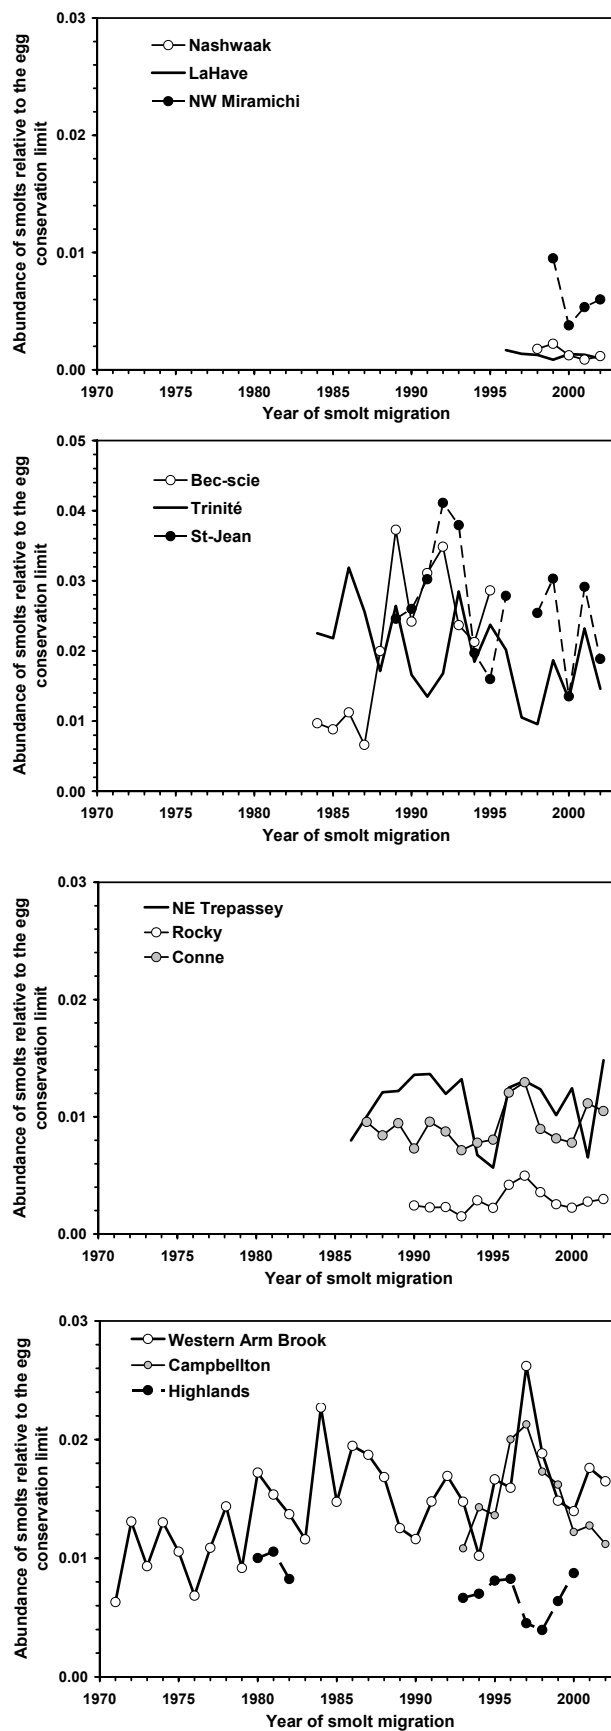 0.03
Nashwaak
LaHave
NW Miramichi
0.02
0.01
0.00
Abundance of smolts relative to the egg
conservation limit
1970 1975 1980 1985 1990 1995 2000
Year of smolt migration
0.05
Bec-scie
Trinité
St-Jean
0.04
0.03
0.02
0.01
0.00
Abundance of smolts relative to the egg
conservation limit
1970 1975 1980 1985 1990 1995 2000
Year of smolt migration
0.03
NE Trepassey
Rocky
Conne
0.02
0.01
0.00
Abundance of smolts relative to the egg
conservation limit
1970 1975 1980 1985 1990 1995 2000
Year of smolt migration
0.03
Western Arm Brook
Campbellton
Highlands
0.02
0.01
0.00
Abundance of smolts relative to the egg
conservation limit
1970 1975 1980 1985 1990 1995 2000
Year of smolt migration